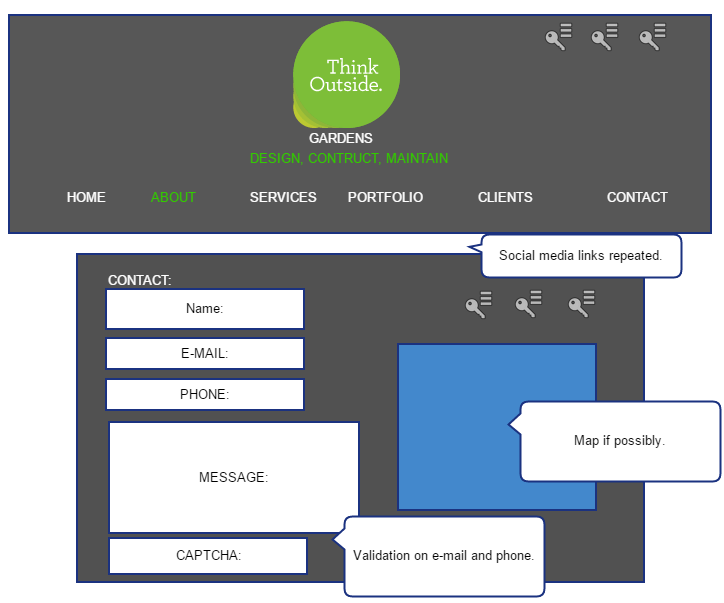 Think
Outside.
GARDENS
DESIGN, CONTRUCT, MAINTAIN
HOME ABOUT SERVICES PORTFOLIO CLIENTS CONTACT
Social media links repeated.
CONTACT:
Name:
E-MAIL:
PHONE:
Map if possibly.
MESSAGE:
CAPTCHA:
Validation on e-mail and phone.